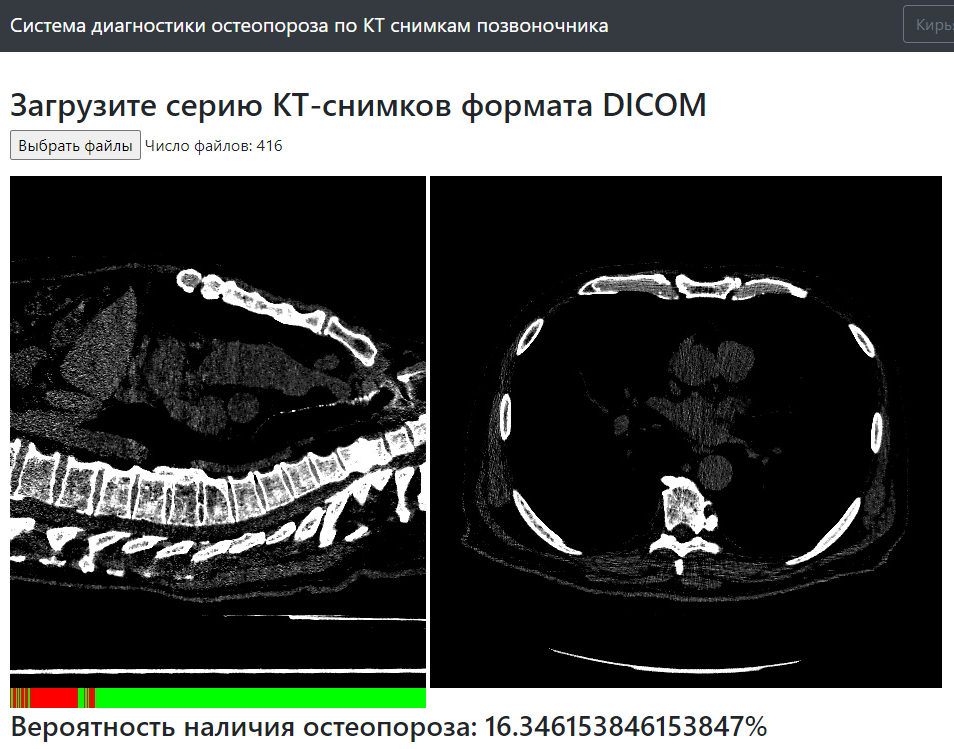 Система диагностики остеопороза по КТ снимкам позвоночника
Загрузите серию КТ-снимков формата DICOM
Выбрать файлы Число файлов: 416
Вероятность наличия остеопороза: 16.346153846153847%